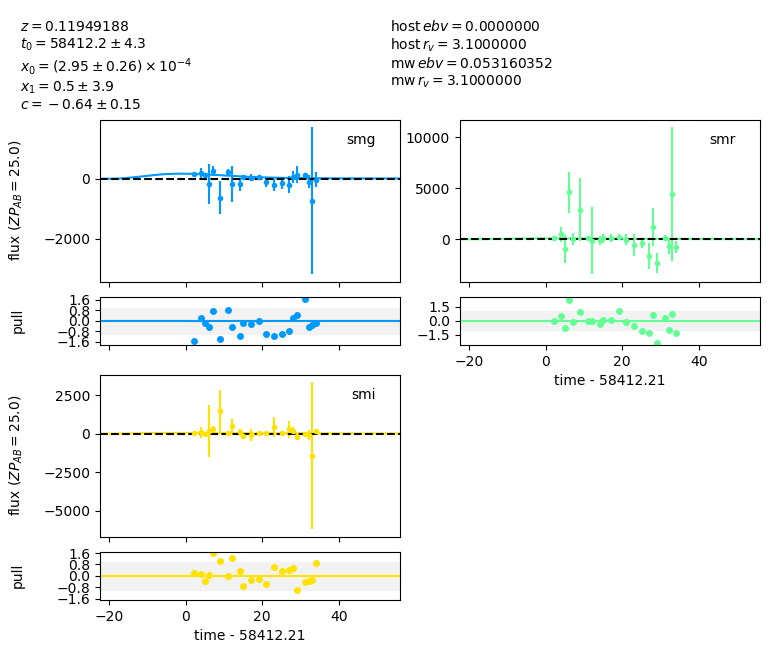 z = 0.11949188
t₀ = 58412.2 ± 4.3
x₀ = (2.95 ± 0.26) × 10⁻⁴
x₁ = 0.5 ± 3.9
c = −0.64 ± 0.15
host ebv = 0.0000000
host r_v = 3.1000000
mw ebv = 0.053160352
mw r_v = 3.1000000
smg
flux (ZP_AB = 25.0)
0
−2000
pull
1.6
0.8
0.0
−0.8
−1.6
smr
10000
5000
0
1.5
0.0
−1.5
−20 0 20 40
time - 58412.21
smi
flux (ZP_AB = 25.0)
2500
0
−2500
−5000
pull
1.6
0.8
0.0
−0.8
−1.6
−20 0 20 40
time - 58412.21